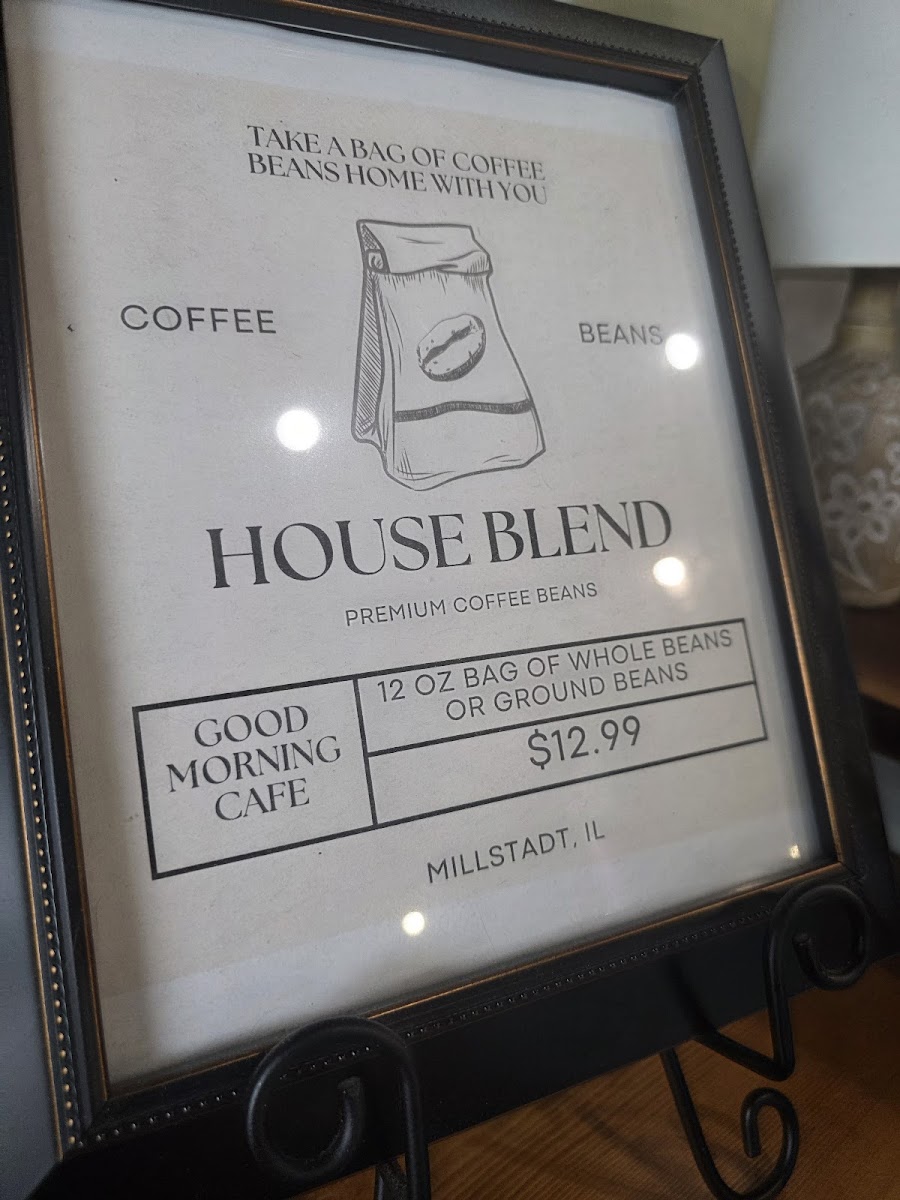 TAKE A BAG OF COFFEE
BEANS HOME WITH YOU
COFFEE
BEANS
HOUSE BLEND
PREMIUM COFFEE BEANS
GOOD
MORNING
CAFE
12 OZ BAG OF WHOLE BEANS
OR GROUND BEANS
$12.99
MILLSTADT, IL